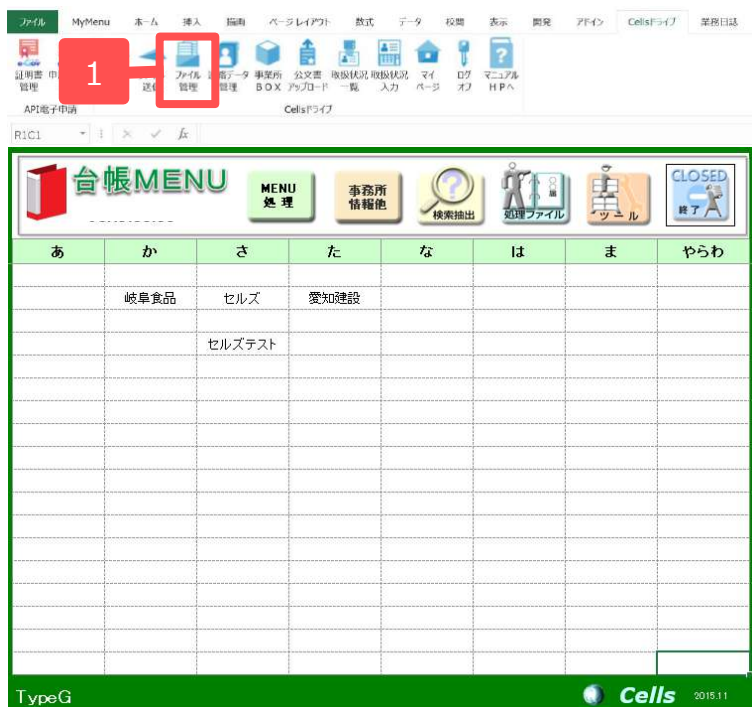 ファイル MyMenu ホーム 挿入 描画 ページレイアウト 数式 データ 校閲 表示 開発 アドイン Cellsドライブ 業務日誌
1
証明書 ファイル 事業所 公文書 取扱状況 取扱状況 マイ ログ マニュアル
管理 管理 管理 BOX アップロード 一覧 入力 ページ オフ HPへ
API電子申請 Cellsドライブ
R1C1 fx
台帳MENU MENU 事務所 CLOSED
処理 情報他 検索抽出 処理ファイル ツール 終了
あ か さ た な は ま やらわ
岐阜食品 セルズ 愛知建設
セルズテスト
TypeG Cells 2015.11